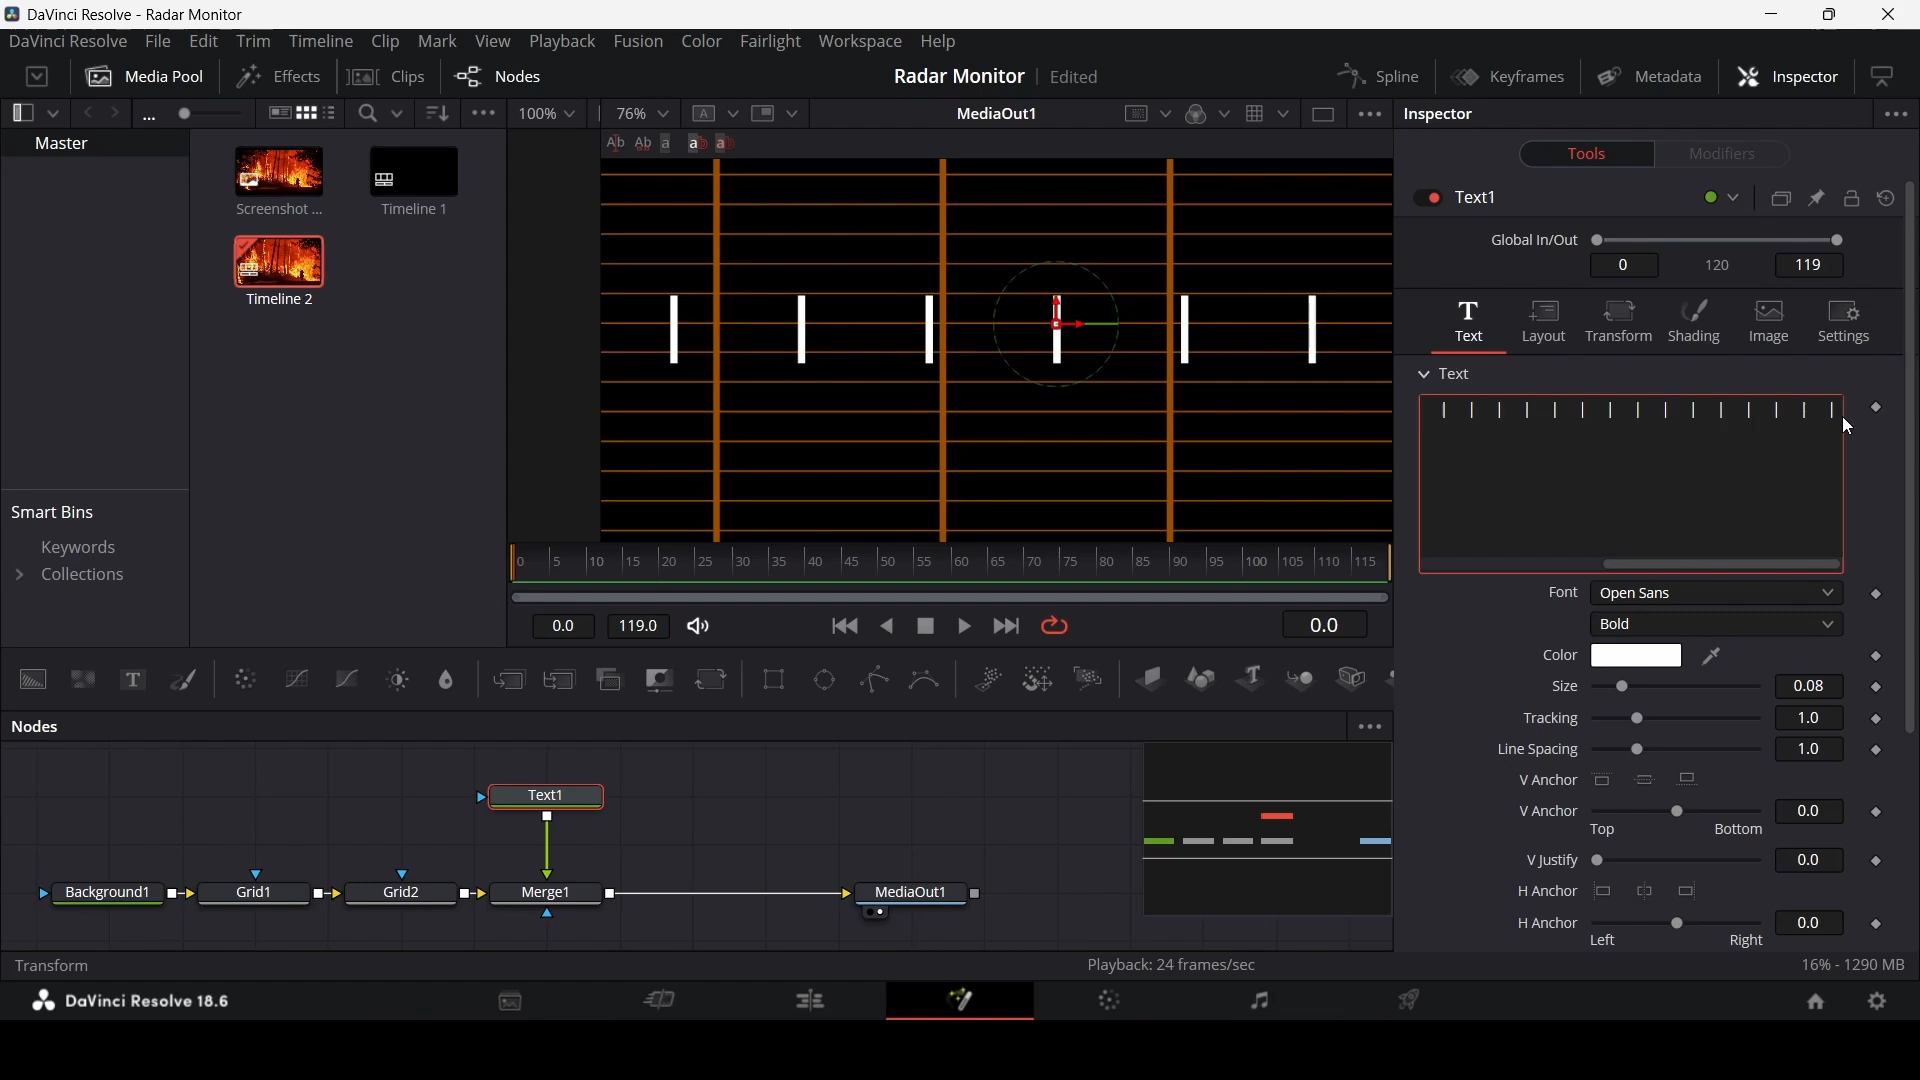 DaVinci Resolve - Radar Monitor
DaVinci Resolve File Edit Trim Timeline Clip Mark View Playback Fusion Color Fairlight Workspace Help
Media Pool Effects Clips Nodes Radar Monitor Edited Spline Keyframes Metadata Inspector
... 100% 76% A MediaOut1 Inspector
Master
Tools Modifiers
Screenshot ... Timeline 1
Text1
Global In/Out
0 120 119
Timeline 2
Text Layout Transform Shading Image Settings
Text
| | | | | | | | | | | | | | |
Smart Bins
Keywords
Collections
0 5 10 15 20 25 30 35 40 45 50 55 60 65 70 75 80 85 90 95 100 105 110 115
0.0 119.0 0.0
Font Open Sans
Bold
Color
Size 0.08
Tracking 1.0
Line Spacing 1.0
V Anchor
V Anchor 0.0
Top Bottom
V Justify 0.0
H Anchor
H Anchor 0.0
Left Right
Nodes
Text1
Background1 Grid1 Grid2 Merge1 MediaOut1
Transform Playback: 24 frames/sec 16% - 1290 MB
DaVinci Resolve 18.6